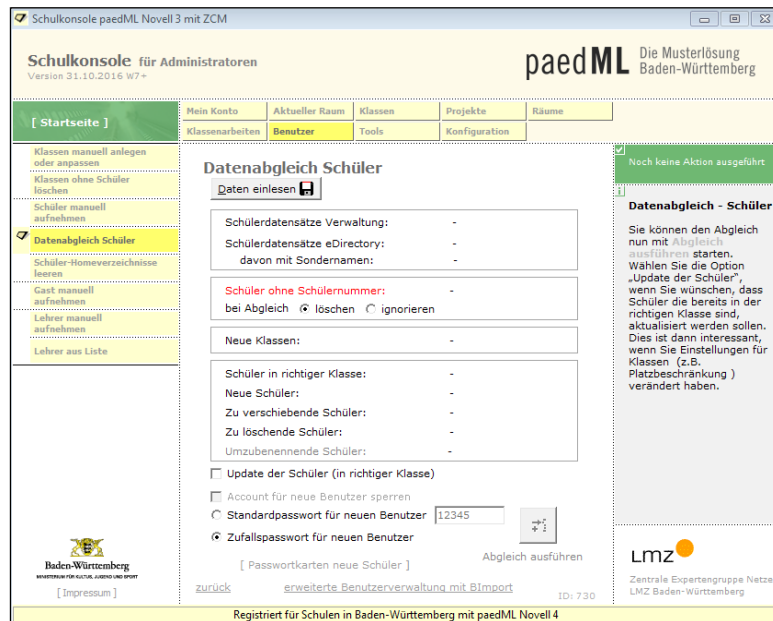 Schulkonsole paedML Novell 3 mit ZCM
Schulkonsole für Administratoren
Version 31.10.2016 W7+
paedML Die Musterlösung
Baden-Württemberg
[ Startseite ]
Mein Konto Aktueller Raum Klassen Projekte Räume
Klassenarbeiten Benutzer Tools Konfiguration
Klassen manuell anlegen
oder anpassen
Klassen ohne Schüler
löschen
Schüler manuell
aufnehmen
Datenabgleich Schüler
Schüler-Homeverzeichnisse
leeren
Gast manuell
aufnehmen
Lehrer manuell
aufnehmen
Lehrer aus Liste
Baden-Württemberg
MINISTERIUM FÜR KULTUS, JUGEND UND SPORT
[ Impressum ]
Datenabgleich Schüler
Daten einlesen
Schülerdatensätze Verwaltung: -
Schülerdatensätze eDirectory: -
davon mit Sondernamen: -
Schüler ohne Schülernummer: -
bei Abgleich löschen ignorieren
Neue Klassen: -
Schüler in richtiger Klasse: -
Neue Schüler: -
Zu verschiebende Schüler: -
Zu löschende Schüler: -
Umzubenennende Schüler: -
Update der Schüler (in richtiger Klasse)
Account für neue Benutzer sperren
Standardpasswort für neuen Benutzer 12345
Zufallspasswort für neuen Benutzer
Abgleich ausführen
[ Passwortkarten neue Schüler ]
zurück erweiterte Benutzerverwaltung mit BImport
ID: 730
Noch keine Aktion ausgeführt
Datenabgleich - Schüler
Sie können den Abgleich
nun mit Abgleich
ausführen starten.
Wählen Sie die Option
„Update der Schüler“,
wenn Sie wünschen, dass
Schüler die bereits in der
richtigen Klasse sind,
aktualisiert werden sollen.
Dies ist dann interessant,
wenn Sie Einstellungen für
Klassen (z.B.
Platzbeschränkung )
verändert haben.
LMZ
Zentrale Expertengruppe Netze
LMZ Baden-Württemberg
Registriert für Schulen in Baden-Württemberg mit paedML Novell 4